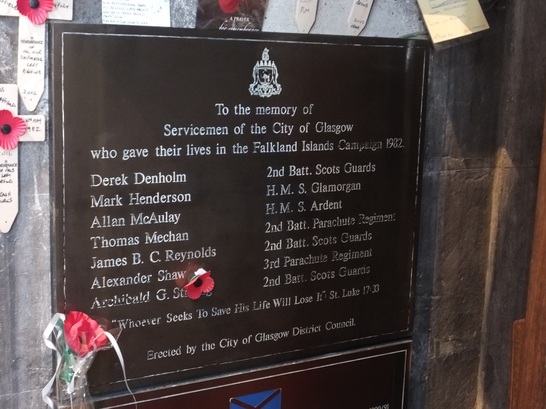 To the memory of
Servicemen of the City of Glasgow
who gave their lives in the Falkland Islands Campaign 1982.
Derek Denholm 2nd Batt. Scots Guards
Mark Henderson H. M. S. Glamorgan
Allan McAulay H. M. S. Ardent
Thomas Mechan 2nd Batt. Parachute Regiment
James B. C. Reynolds 2nd Batt. Scots Guards
Alexander Shaw 3rd Parachute Regiment
Archibald G. 2nd Batt. Scots Guards
"Whoever Seeks To Save His Life Will Lose It" St. Luke 17:33
Erected by the City of Glasgow District Council.